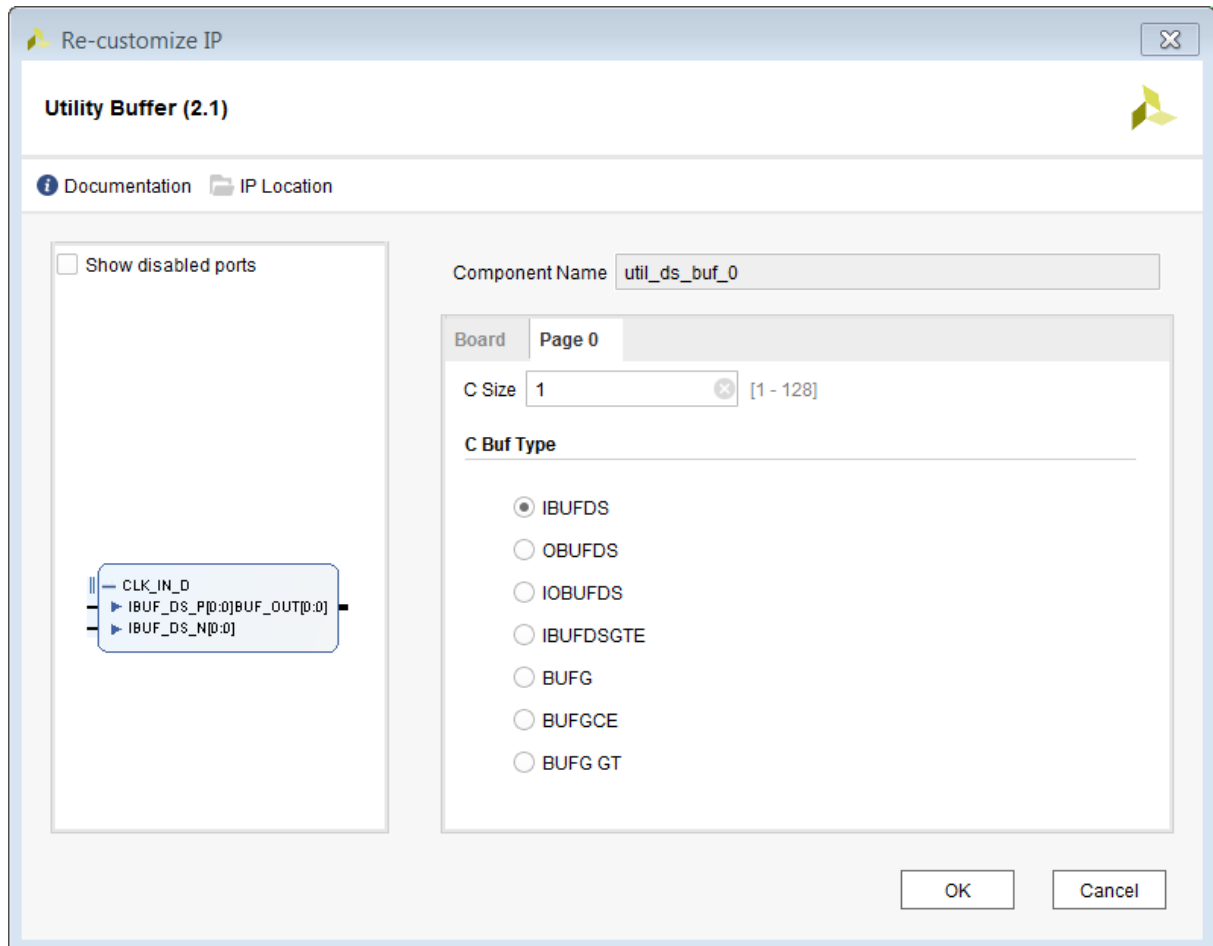 Re-customize IP
Utility Buffer (2.1)
Documentation IP Location
Show disabled ports
Component Name util_ds_buf_0
Board Page 0
C Size 1 [1 - 128]
C Buf Type
IBUFDS
OBUFDS
IOBUFDS
IBUFDSGTE
BUFG
BUFGCE
BUFG GT
CLK_IN_D
IBUF_DS_P[0:0]BUF_OUT[0:0]
IBUF_DS_N[0:0]
OK Cancel